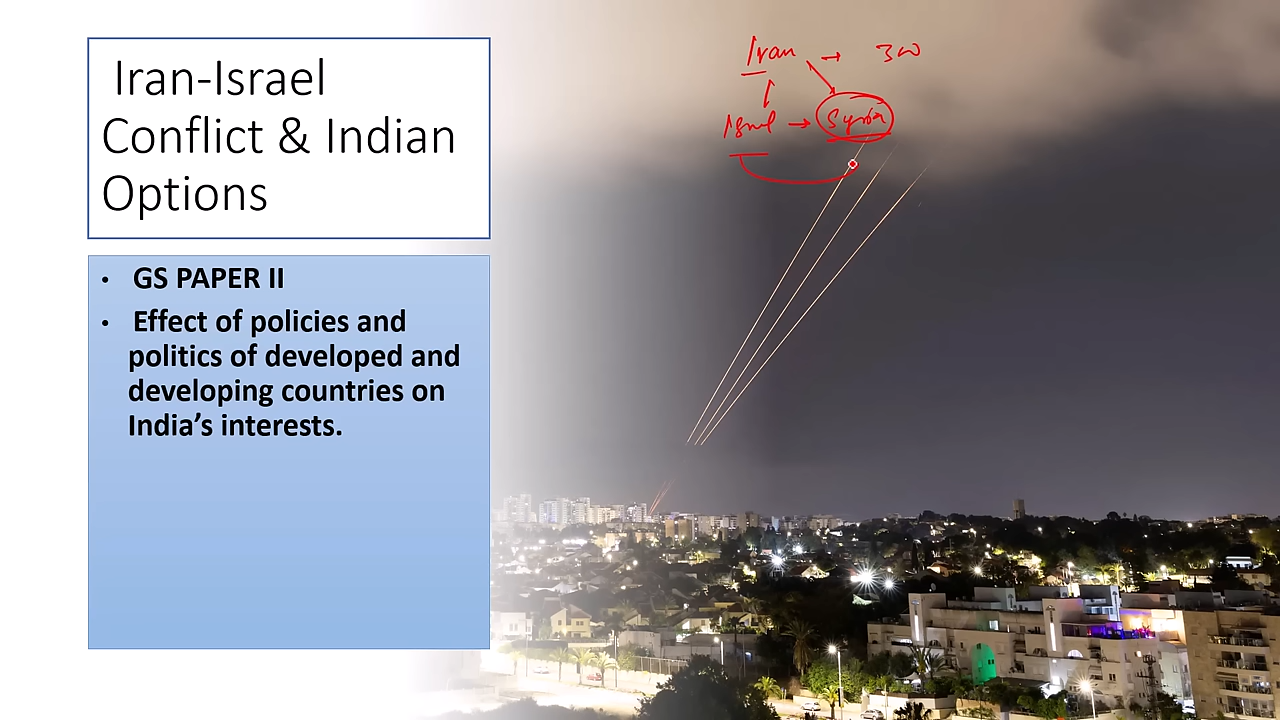 Iran-Israel
Conflict & Indian
Options
• GS PAPER II
• Effect of policies and
politics of developed and
developing countries on
India’s interests.
Iran → 300
Israel → Syria